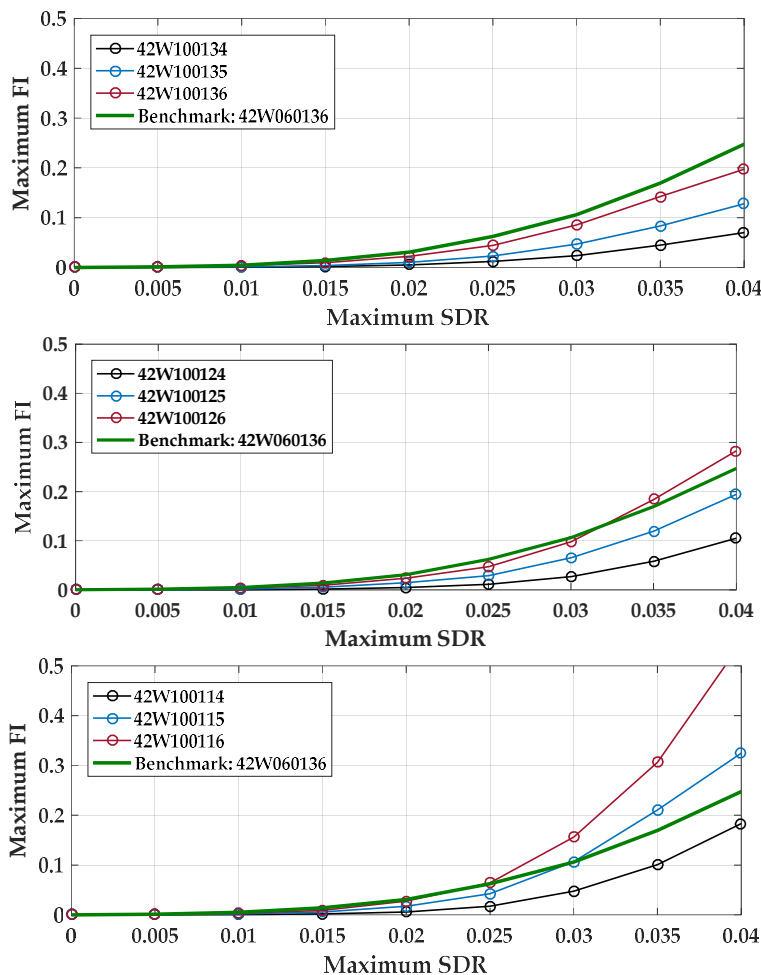 0.5
0.4
0.3
0.2
0.1
0
Maximum FI
42W100134
42W100135
42W100136
Benchmark: 42W060136
0 0.005 0.01 0.015 0.02 0.025 0.03 0.035 0.04
Maximum SDR
0.5
0.4
0.3
0.2
0.1
0
Maximum FI
42W100124
42W100125
42W100126
Benchmark: 42W060136
0 0.005 0.01 0.015 0.02 0.025 0.03 0.035 0.04
Maximum SDR
0.5
0.4
0.3
0.2
0.1
0
Maximum FI
42W100114
42W100115
42W100116
Benchmark: 42W060136
0 0.005 0.01 0.015 0.02 0.025 0.03 0.035 0.04
Maximum SDR